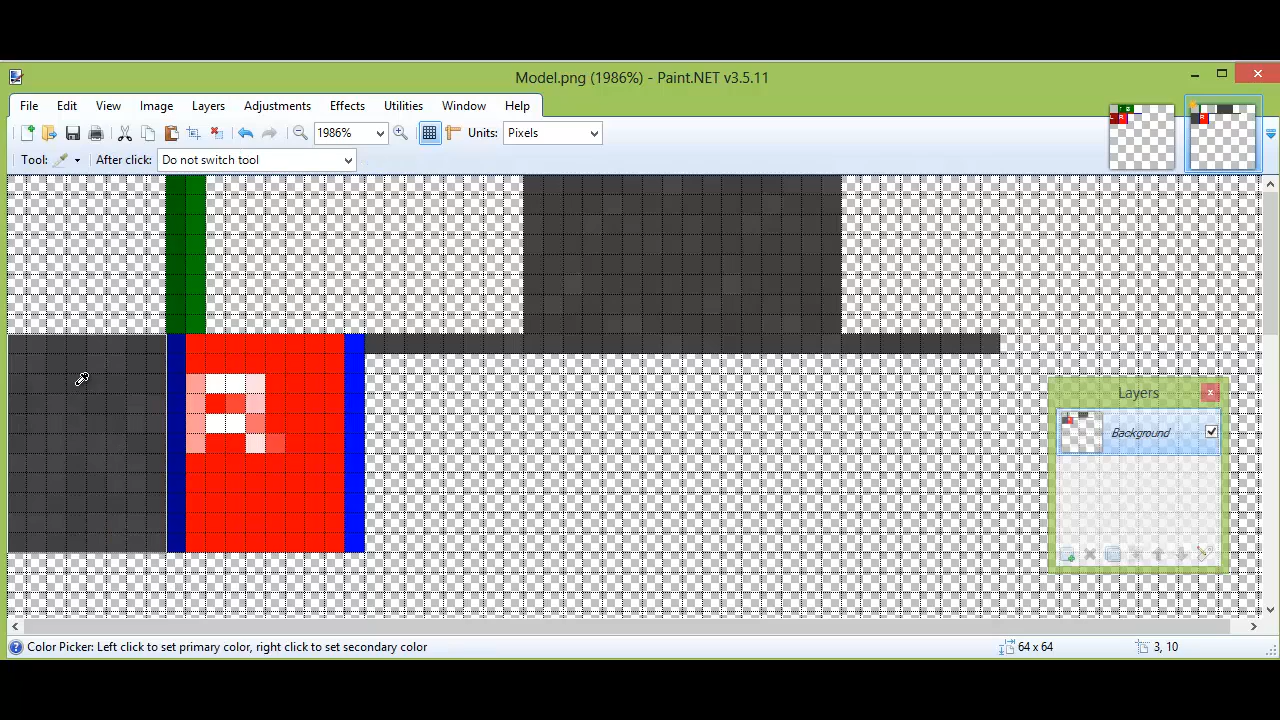 Model.png (1986%) - Paint.NET v3.5.11
File Edit View Image Layers Adjustments Effects Utilities Window Help
1986% Units: Pixels
Tool: After click: Do not switch tool
R
Layers
Background
Color Picker: Left click to set primary color, right click to set secondary color 64 x 64 3, 10